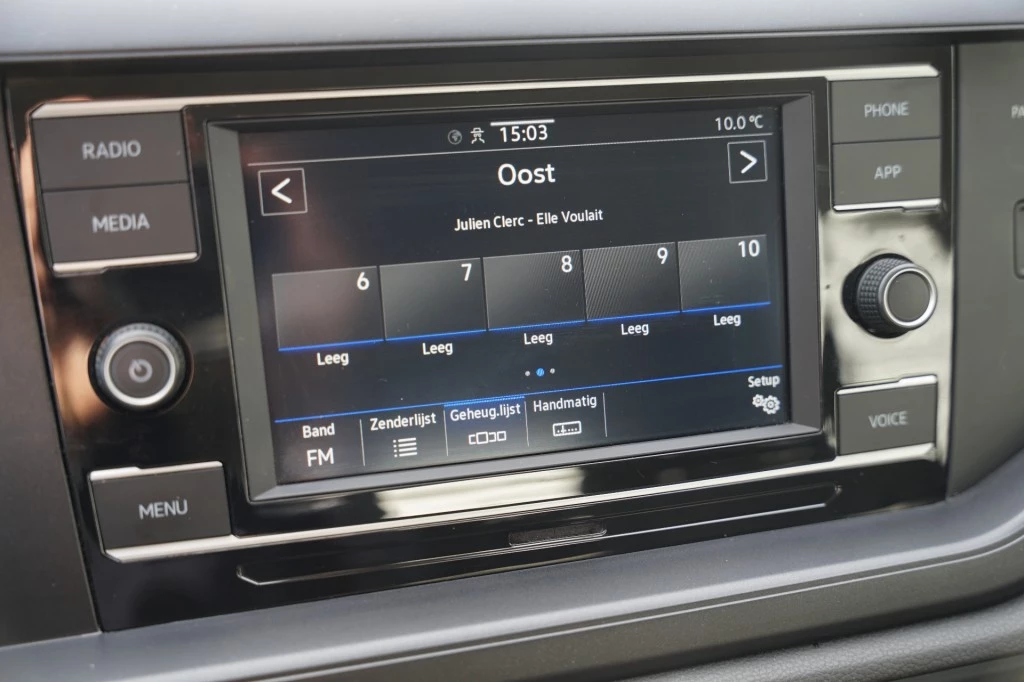 RADIO
MEDIA
MENU
15:03
10.0 °C
<
Oost
>
Julien Clerc - Elle Voulait
6 7 8 9 10
Leeg Leeg Leeg Leeg Leeg
Setup
Band Zenderlijst Geheug.lijst Handmatig
FM
PHONE
APP
VOICE